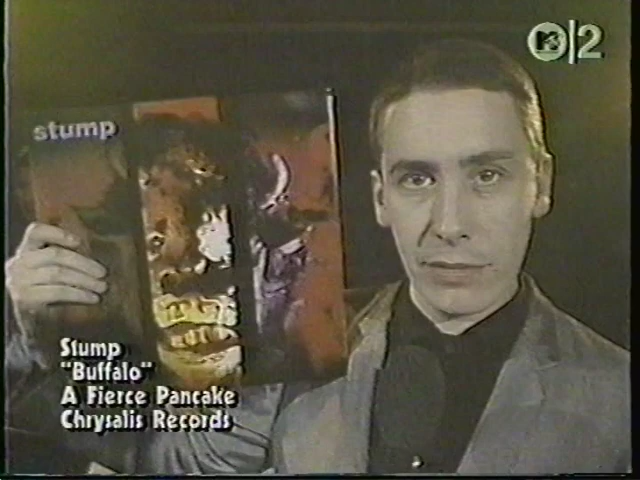 M 2
stump
Stump
"Buffalo"
A Fierce Pancake
Chrysalis Records